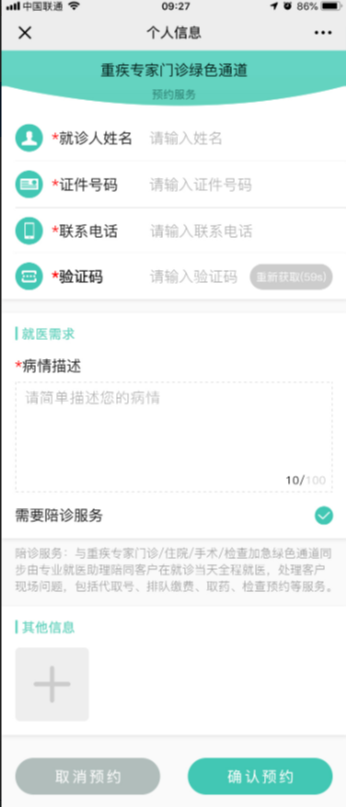 中国联通 09:27 86%
个人信息
重疾专家门诊绿色通道
预约服务
*就诊人姓名 请输入姓名
*证件号码 请输入证件号码
*联系电话 请输入联系电话
*验证码 请输入验证码 重新获取(59s)
就医需求
*病情描述
请简单描述您的病情
10/100
需要陪诊服务
陪诊服务：与重疾专家门诊/住院/手术/检查加急绿色通道同
步由专业就医助理陪同客户在就诊当天全程就医，处理客户
现场问题，包括代取号、排队缴费、取药、检查预约等服务。
其他信息
取消预约 确认预约